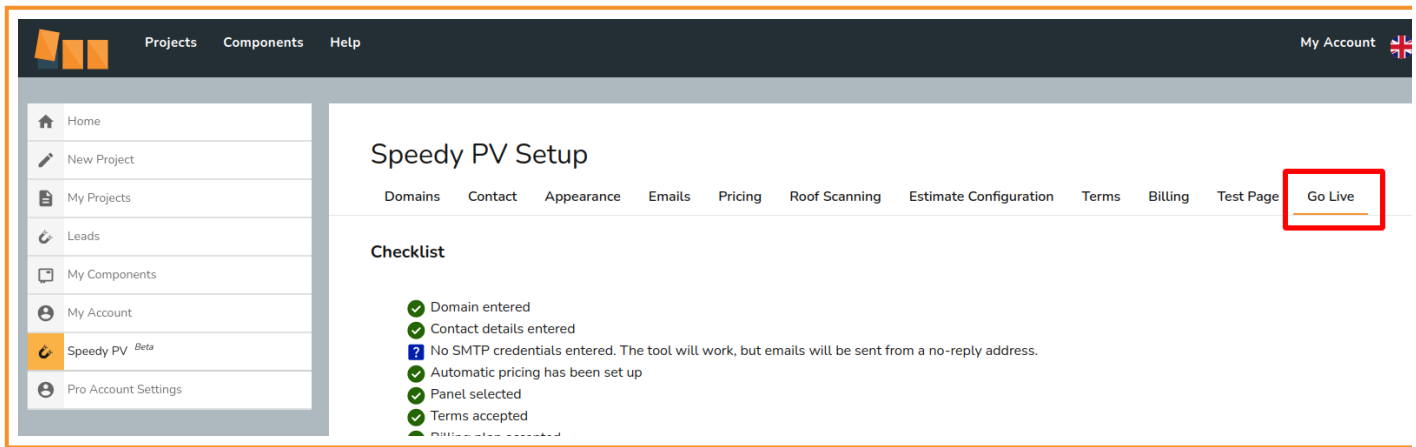 Projects Components Help My Account
Home
New Project
My Projects
Leads
My Components
My Account
Speedy PV Beta
Pro Account Settings
Speedy PV Setup
Domains Contact Appearance Emails Pricing Roof Scanning Estimate Configuration Terms Billing Test Page Go Live
Checklist
Domain entered
Contact details entered
? No SMTP credentials entered. The tool will work, but emails will be sent from a no-reply address.
Automatic pricing has been set up
Panel selected
Terms accepted
Billing plan accepted